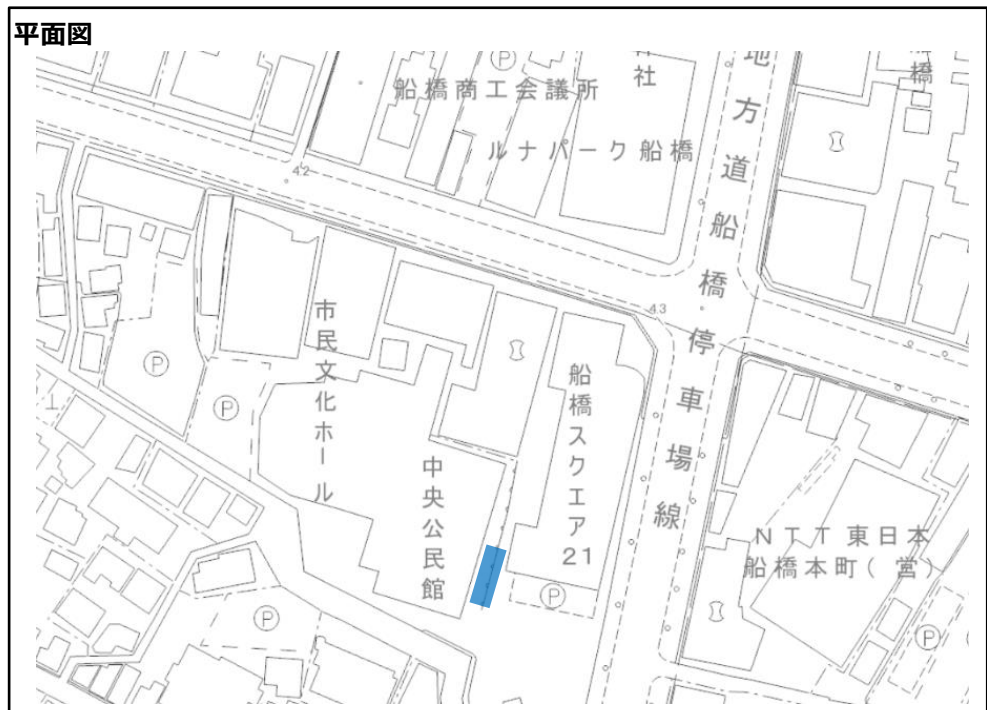 平面図
船橋商工会議所
社
橋
ルナパーク船橋
地方道船橋停車場線
P
42
43
市民文化ホール
船橋スクエア21
中央公民館
P
P
NTT東日本
船橋本町(営)
P
P
P